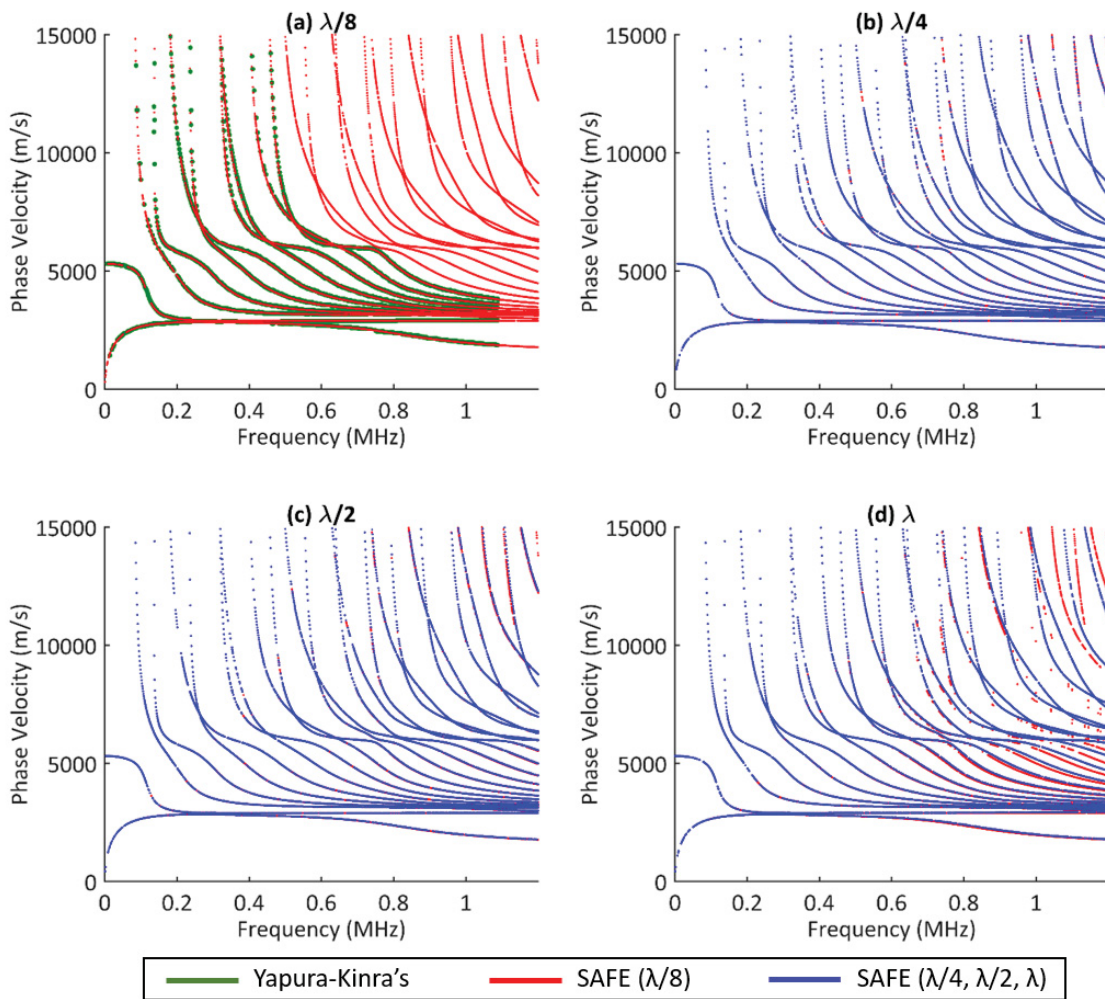 (a) λ/8
15000
10000
5000
0
Phase Velocity (m/s)
0 0.2 0.4 0.6 0.8 1
Frequency (MHz)
(b) λ/4
15000
10000
5000
0
Phase Velocity (m/s)
0 0.2 0.4 0.6 0.8 1
Frequency (MHz)
(c) λ/2
15000
10000
5000
0
Phase Velocity (m/s)
0 0.2 0.4 0.6 0.8 1
Frequency (MHz)
(d) λ
15000
10000
5000
0
Phase Velocity (m/s)
0 0.2 0.4 0.6 0.8 1
Frequency (MHz)
Yapura-Kinra's SAFE (λ/8) SAFE (λ/4, λ/2, λ)